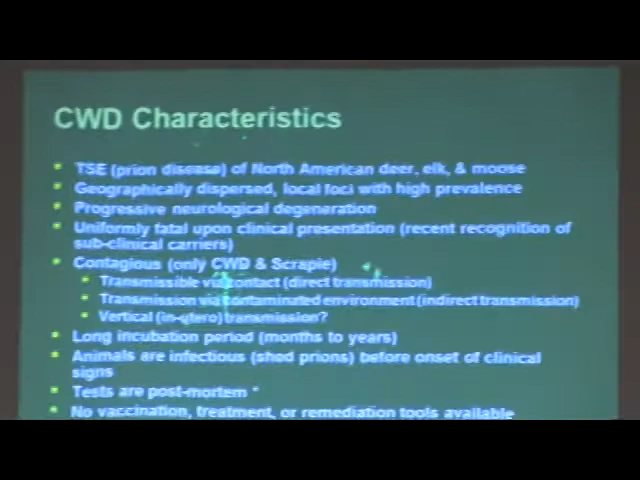 CWD Characteristics
TSE (prion disease) of North American deer, elk, & moose
Geographically dispersed, local foci with high prevalence
Progressive neurological degeneration
Uniformly fatal upon clinical presentation (recent recognition of
sub-clinical carriers)
Contagious (only CWD & Scrapie)
Transmissible via contact (direct transmission)
Transmission via contaminated environment (indirect transmission)
Vertical (in-utero) transmission?
Long incubation period (months to years)
Animals are infectious (shed prions) before onset of clinical
signs
Tests are post-mortem *
No vaccination, treatment, or remediation tools available